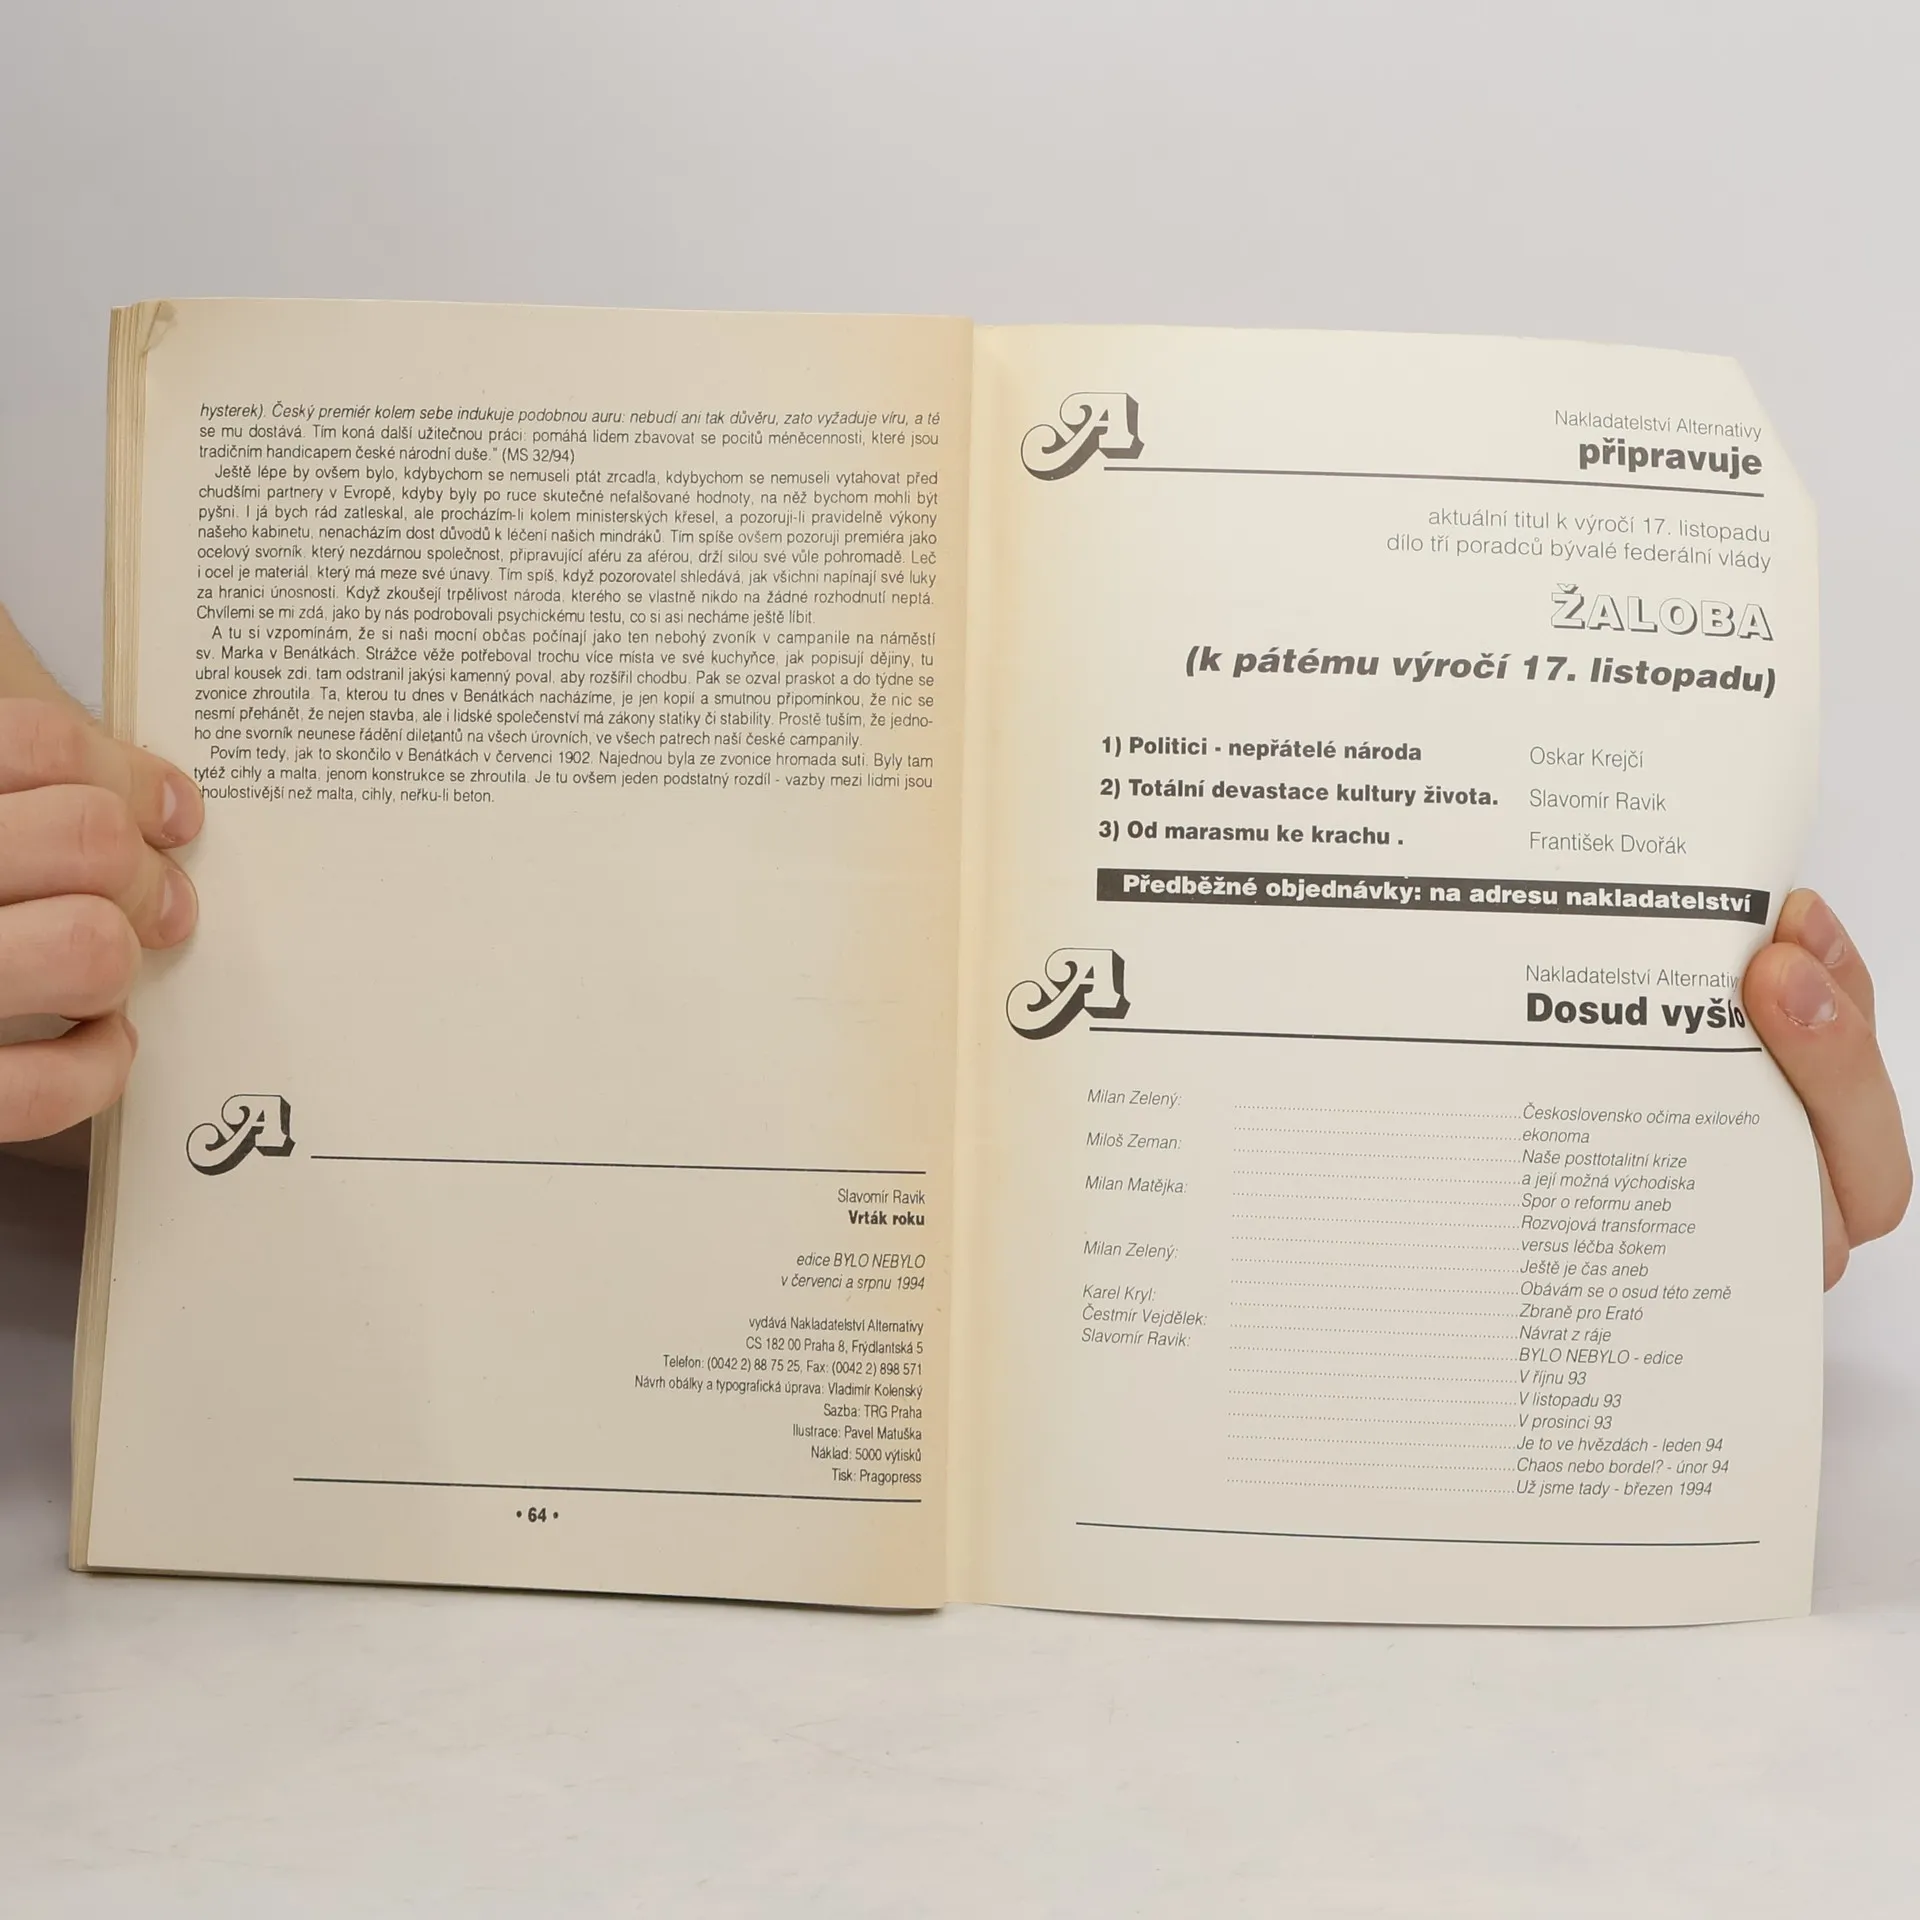 hysterek). Český premiér kolem sebe indukuje podobnou auru: nebudí ani tak důvěru, zato vyžaduje víru, a té
se mu dostává. Tím koná další užitečnou práci: pomáhá lidem zbavovat se pocitů méněcennosti, které jsou
tradičním handicapem české národní duše." (MS 32/94)
Ještě lépe by ovšem bylo, kdybychom se nemuseli ptát zrcadla, kdybychom se nemuseli vytahovat před
chudšími partnery v Evropě, kdyby byly po ruce skutečné nefalšované hodnoty, na něž bychom mohli být
pyšni. I já bych rád zatleskal, ale procházím-li kolem ministerských křesel, a pozoruji-li pravidelně výkony
našeho kabinetu, nenacházím dost důvodů k léčení našich mindráků. Tím spíše ovšem pozoruji premiéra jako
ocelový svorník, který nezdárnou společnost, připravující aféru za aférou, drží silou své vůle pohromadě. Leč
i ocel je materiál, který má meze své únavy. Tím spíš, když pozorovatel shledává, jak všichni napínají své luky
za hranici únosnosti. Když zkoušejí trpělivost národa, kterého se vlastně nikdo na žádné rozhodnutí neptá.
Chvílemi se mi zdá, jako by nás podrobovali psychickému testu, co si asi necháme ještě líbit.
A tu si vzpomínám, že si naši mocní občas počínají jako ten nebohý zvoník v campanile na náměstí
sv. Marka v Benátkách. Strážce věže potřeboval trochu více místa ve své kuchyňce, jak popisují dějiny, tu
ubral kousek zdi, tam odstranil jakýsi kamenný poval, aby rozšířil chodbu. Pak se ozval praskot a do týdne se
zvonice zhroutila. Ta, kterou tu dnes v Benátkách nacházíme, je jen kopií a smutnou připomínkou, že nic se
nesmí přehánět, že nejen stavba, ale i lidské společenství má zákony statiky či stability. Prostě tuším, že jedno-
ho dne svorník neunese řádění diletantů na všech úrovních, ve všech patrech naší české campanily.
Povím tedy, jak to skončilo v Benátkách v červenci 1902. Najednou byla ze zvonice hromada suti. Byly tam
tytéž cihly a malta, jenom konstrukce se zhroutila. Je tu ovšem jeden podstatný rozdíl - vazby mezi lidmi jsou
choulostivější než malta, cihly, neřku-li beton.
A
Slavomír Ravik
Vrták roku
edice BYLO NEBYLO
v červenci a srpnu 1994
vydává Nakladatelství Alternativy
CS 182 00 Praha 8, Frýdlantská 5
Telefon: (0042 2) 88 75 25, Fax: (0042 2) 898 571
Návrh obálky a typografická úprava: Vladimír Kolenský
Sazba: TRG Praha
Ilustrace: Pavel Matuška
Náklad: 5000 výtisků
Tisk: Pragopress
• 64 •
A
Nakladatelství Alternativy
připravuje
aktuální titul k výročí 17. listopadu
dílo tří poradců bývalé federální vlády
ŽALOBA
(k pátému výročí 17. listopadu)
1) Politici - nepřátelé národa Oskar Krejčí
2) Totální devastace kultury života. Slavomír Ravik
3) Od marasmu ke krachu . František Dvořák
Předběžné objednávky: na adresu nakladatelství
A
Nakladatelství Alternativy
Dosud vyšlo
Milan Zelený: Československo očima exilového
ekonoma
Miloš Zeman: Naše posttotalitní krize
a její možná východiska
Milan Matějka: Spor o reformu aneb
Rozvojová transformace
versus léčba šokem
Milan Zelený: Ještě je čas aneb
Obávám se o osud této země
Karel Kryl: Zbraně pro Erató
Čestmír Vejdělek: Návrat z ráje
Slavomír Ravik: BYLO NEBYLO - edice
V říjnu 93
V listopadu 93
V prosinci 93
Je to ve hvězdách - leden 94
Chaos nebo bordel? - únor 94
Už jsme tady - březen 1994